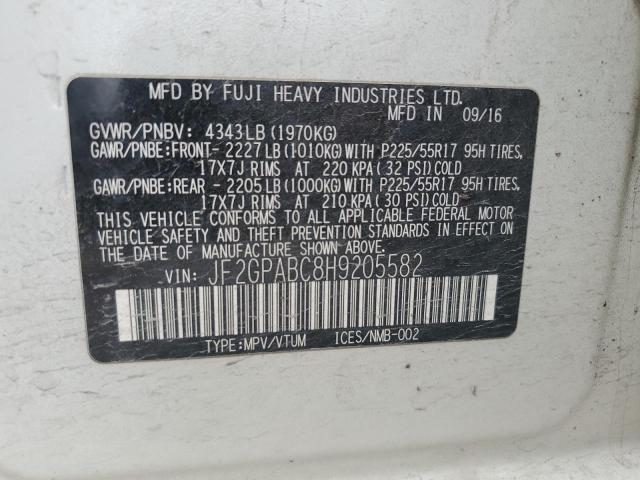 MFD BY FUJI HEAVY INDUSTRIES LTD.
MFD IN 09/16
GVWR/PNBV: 4343LB(1970KG)
GAWR/PNBE:FRONT- 2227LB(1010KG)WITH P225/55R17 95H TIRES,
17X7J RIMS AT 220 KPA(32 PSI)COLD
GAWR/PNBE:REAR - 2205LB(1000KG)WITH P225/55R17 95H TIRES,
17X7J RIMS AT 210 KPA(30 PSI)COLD
THIS VEHICLE CONFORMS TO ALL APPLICABLE FEDERAL MOTOR
VEHICLE SAFETY AND THEFT PREVENTION STANDARDS IN EFFECT ON
THE DATE OF MANUFACTURE SHOWN ABOVE.
VIN: JF2GPABC8H9205582
TYPE:MPV/VTUM ICES/NMB-002